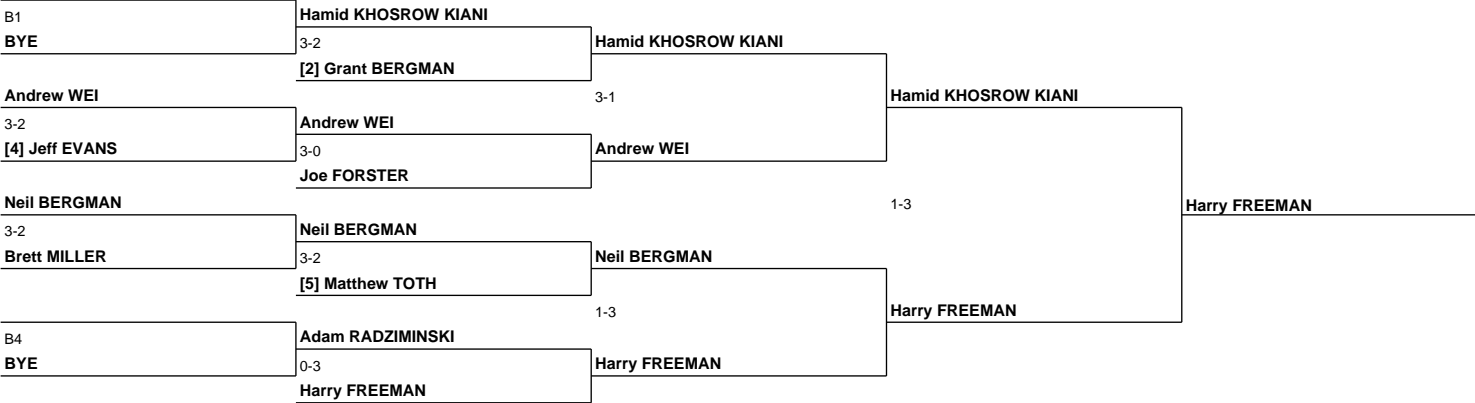 B1
BYE
Hamid KHOSROW KIANI
3-2
[2] Grant BERGMAN
Hamid KHOSROW KIANI
Andrew WEI
3-2
[4] Jeff EVANS
Andrew WEI
3-0
Joe FORSTER
3-1
Andrew WEI
Hamid KHOSROW KIANI
Neil BERGMAN
3-2
Brett MILLER
Neil BERGMAN
3-2
[5] Matthew TOTH
Neil BERGMAN
1-3
Harry FREEMAN
B4
BYE
Adam RADZIMINSKI
0-3
Harry FREEMAN
1-3
Harry FREEMAN
Harry FREEMAN